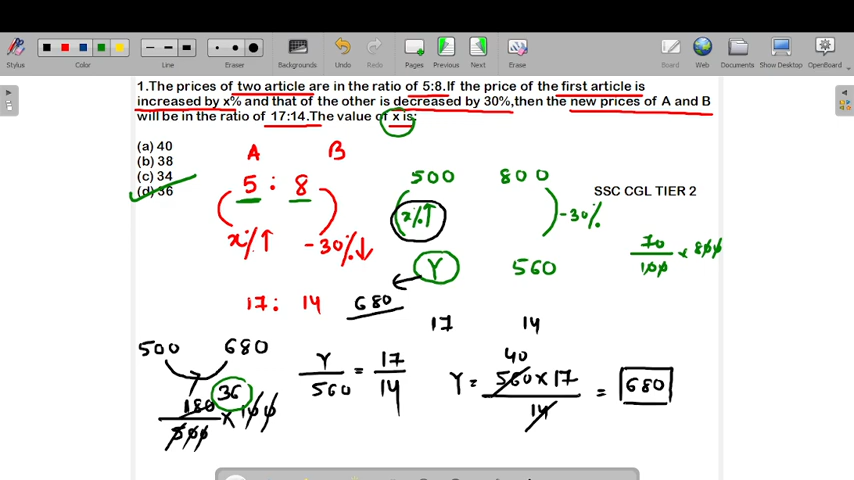 Stylus Color Line Eraser Backgrounds Undo Redo Pages Previous Next Erase Board Web Documents Desktop OpenBoard
1.The prices of two article are in the ratio of 5:8.If the price of the first article is
increased by x% and that of the other is decreased by 30%,then the new prices of A and B
will be in the ratio of 17:14.The value of x is:
(a) 40
(b) 38
(c) 34
(d) 36
SSC CGL TIER 2
A B
5 : 8
x%↑ -30%↓
17 : 14
500 800
x%↑ -30%
Y 560
70/100 × 800
680
17 14
500 680
180/500 × 100
36
Y/560 = 17/14
40
Y = 560 x 17 / 14 = 680